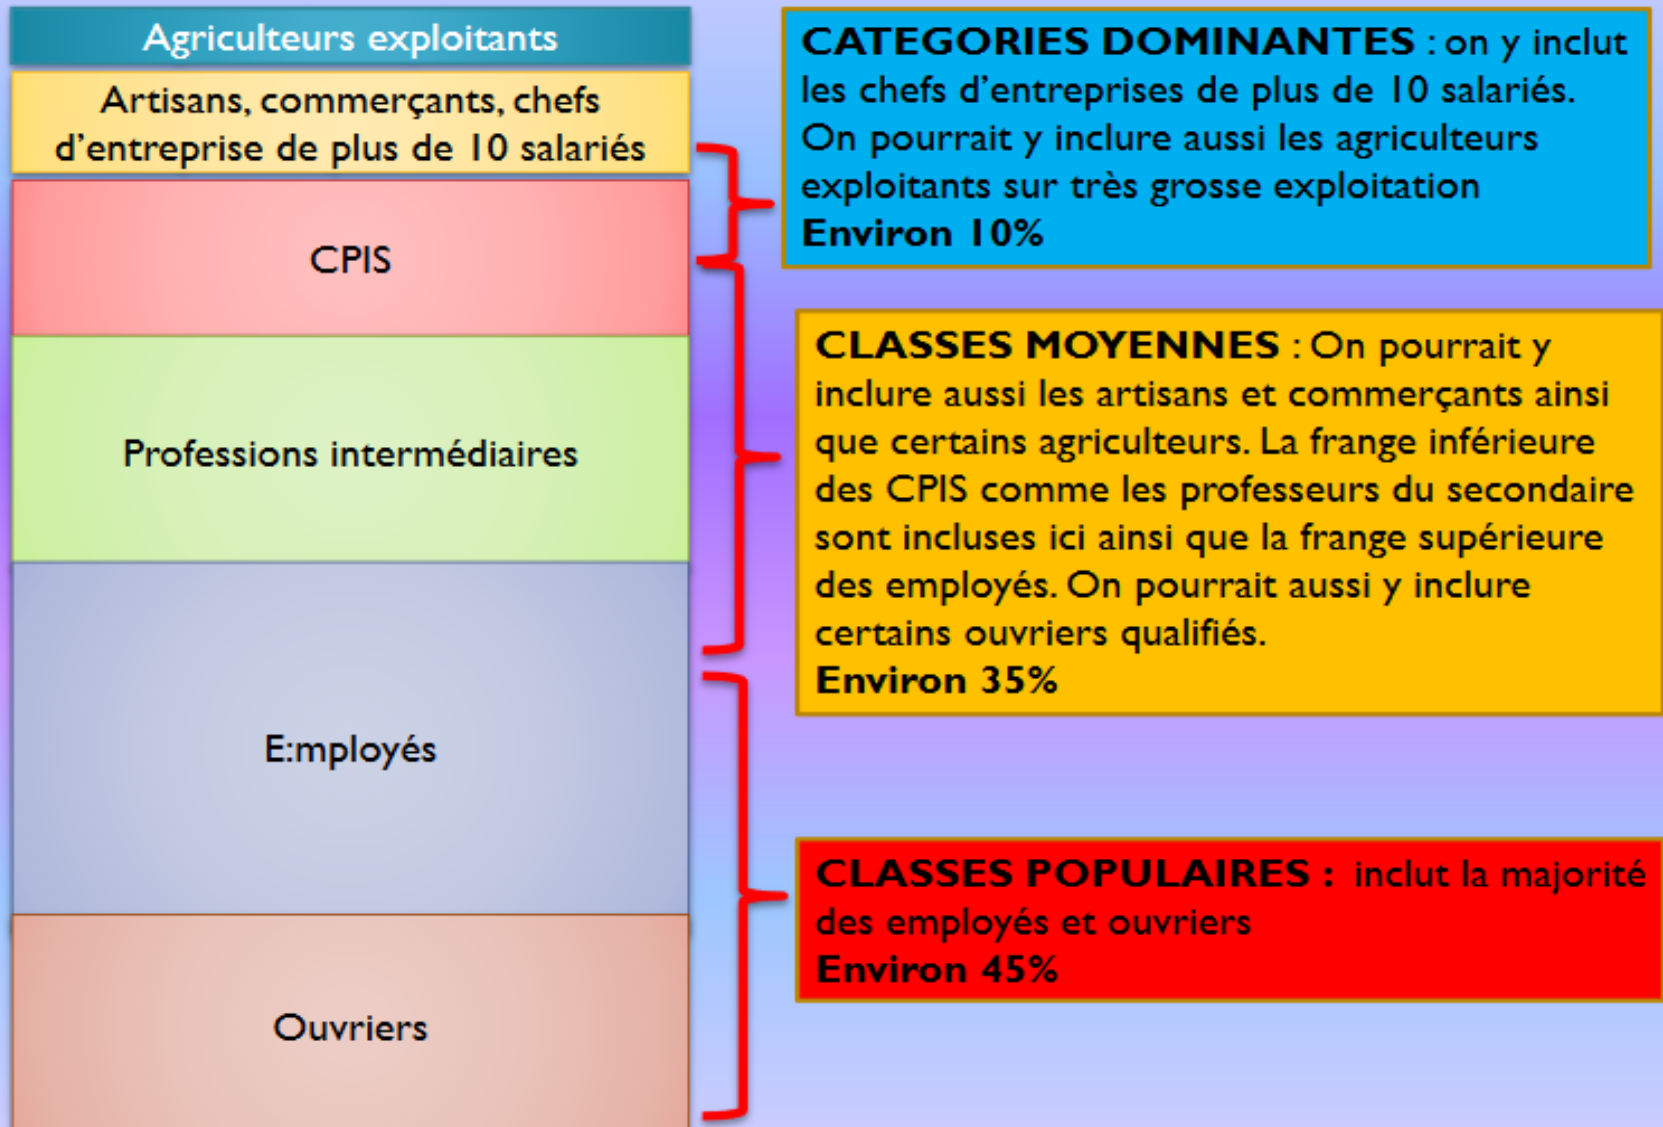 Agriculteurs exploitants
Artisans, commerçants, chefs
d'entreprise de plus de 10 salariés
CPIS
Professions intermédiaires
E:mployés
Ouvriers
CATEGORIES DOMINANTES : on y inclut
les chefs d'entreprises de plus de 10 salariés.
On pourrait y inclure aussi les agriculteurs
exploitants sur très grosse exploitation
Environ 10%
CLASSES MOYENNES : On pourrait y
inclure aussi les artisans et commerçants ainsi
que certains agriculteurs. La frange inférieure
des CPIS comme les professeurs du secondaire
sont incluses ici ainsi que la frange supérieure
des employés. On pourrait aussi y inclure
certains ouvriers qualifiés.
Environ 35%
CLASSES POPULAIRES : inclut la majorité
des employés et ouvriers
Environ 45%